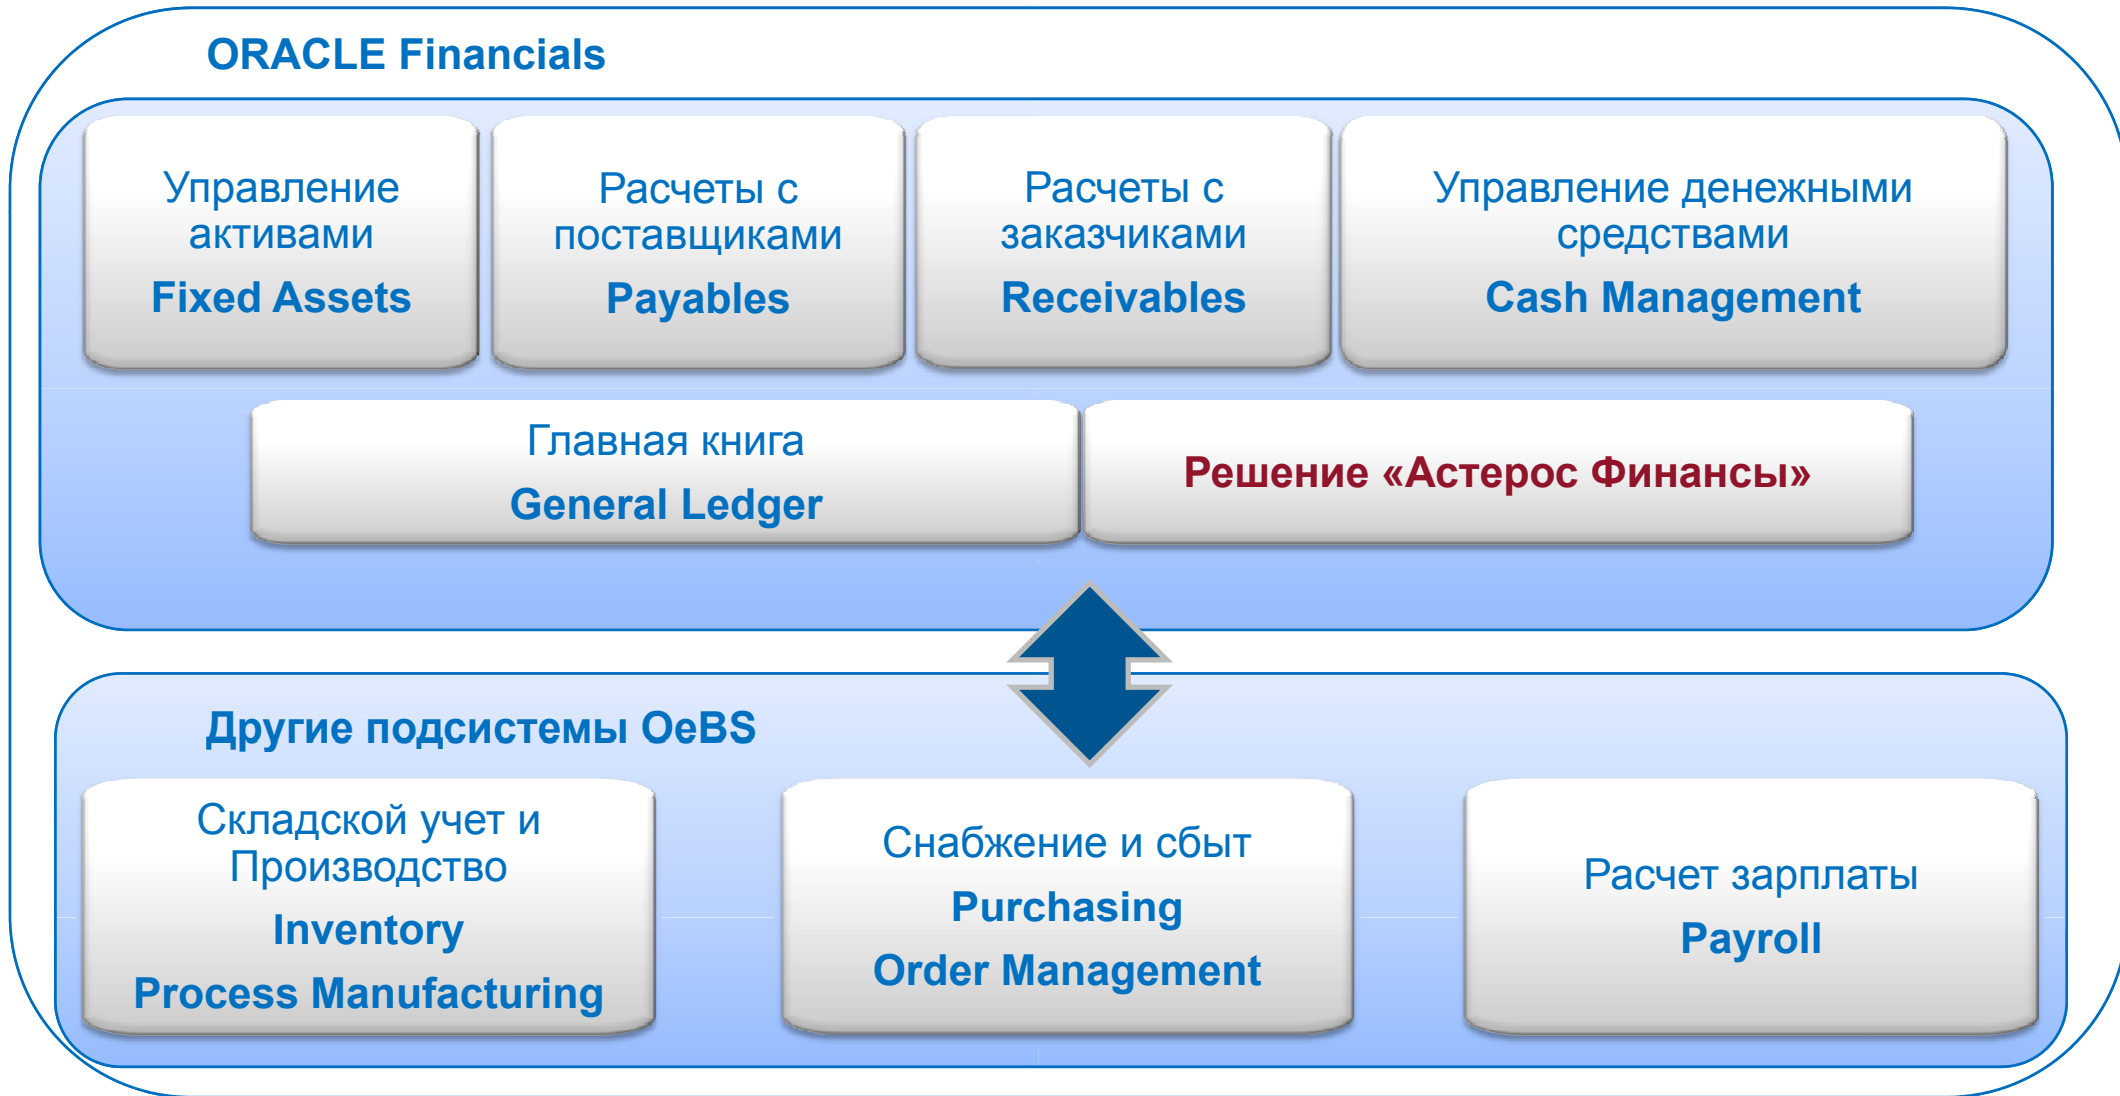 ORACLE Financials
Управление
активами
Fixed Assets
Расчеты с
поставщиками
Payables
Расчеты с
заказчиками
Receivables
Управление денежными
средствами
Cash Management
Главная книга
General Ledger
Решение «Астерос Финансы»
Другие подсистемы OeBS
Складской учет и
Производство
Inventory
Process Manufacturing
Снабжение и сбыт
Purchasing
Order Management
Расчет зарплаты
Payroll